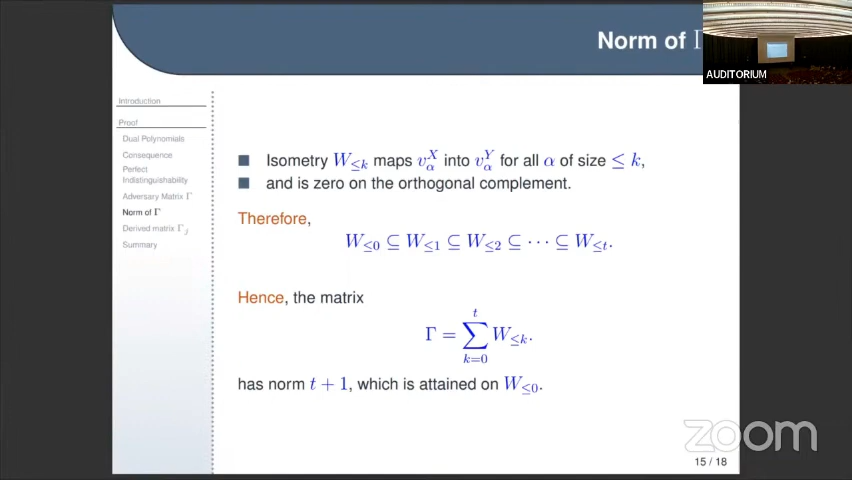 Norm of Γ
AUDITORIUM
Introduction
Proof
Dual Polynomials
Consequence
Perfect
Indistinguishability
Adversary Matrix Γ
Norm of Γ
Derived matrix Γ_j
Summary
Isometry W_{≤k} maps v_α^X into v_α^Y for all α of size ≤ k,
and is zero on the orthogonal complement.
Therefore,
W_{≤0} ⊆ W_{≤1} ⊆ W_{≤2} ⊆ ⋯ ⊆ W_{≤t}.
Hence, the matrix
Γ = ∑_{k=0}^{t} W_{≤k}.
has norm t + 1, which is attained on W_{≤0}.
zoom
15 / 18